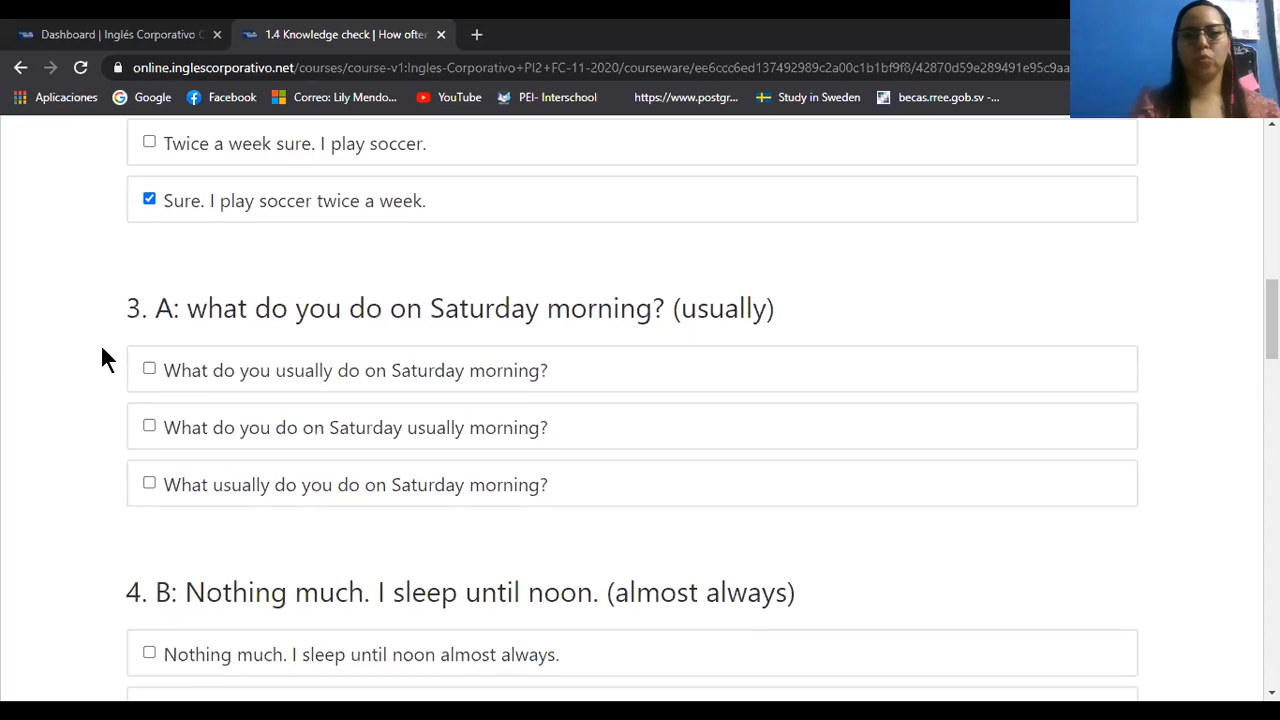 Dashboard | Inglés Corporativo C
1.4 Knowledge check | How ofter
online.inglescorporativo.net/courses/course-v1:Ingles-Corporativo+PI2+FC-11-2020/courseware/ee6ccc6ed137492989c2a00c1b1bf9f8/42870d59e289491e95c9aa
Aplicaciones
Google
Facebook
Correo: Lily Mendo...
YouTube
PEI- Interschool
https://www.postgr...
Study in Sweden
becas.rree.gob.sv -...
Twice a week sure. I play soccer.
Sure. I play soccer twice a week.
3. A: what do you do on Saturday morning? (usually)
What do you usually do on Saturday morning?
What do you do on Saturday usually morning?
What usually do you do on Saturday morning?
4. B: Nothing much. I sleep until noon. (almost always)
Nothing much. I sleep until noon almost always.